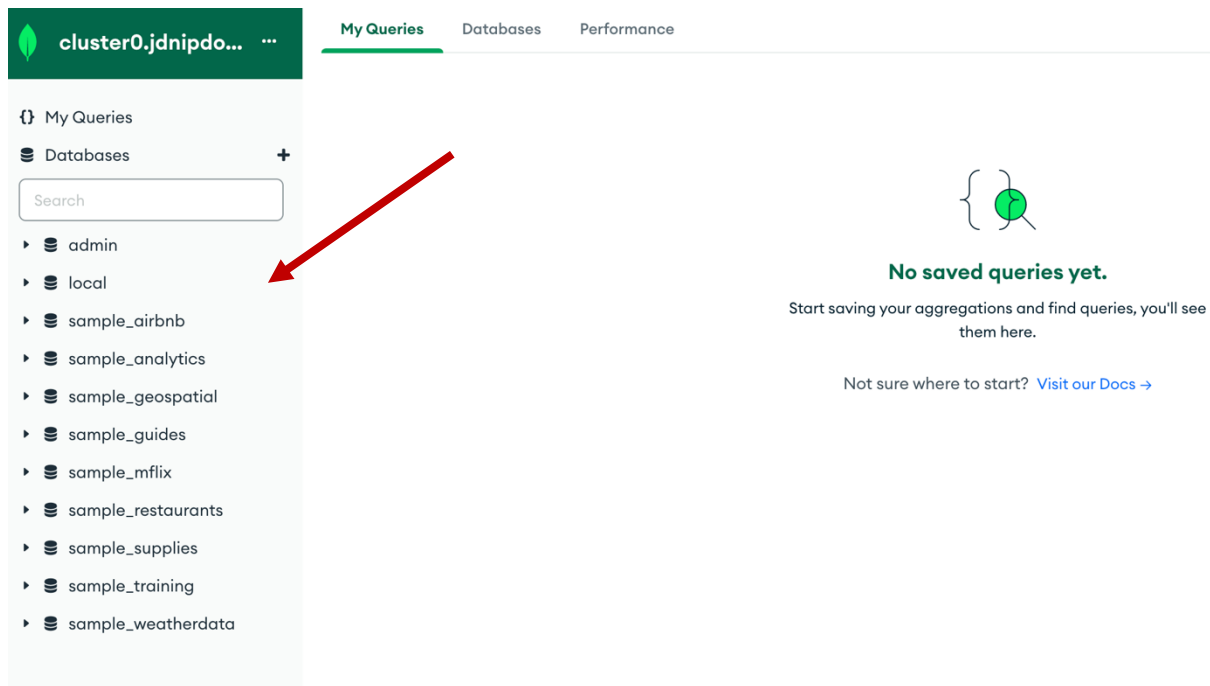 cluster0.jdnipdo... ...
My Queries
Databases
Performance
{} My Queries
Databases +
Search
admin
local
sample_airbnb
sample_analytics
sample_geospatial
sample_guides
sample_mflix
sample_restaurants
sample_supplies
sample_training
sample_weatherdata
No saved queries yet.
Start saving your aggregations and find queries, you'll see
them here.
Not sure where to start? Visit our Docs →